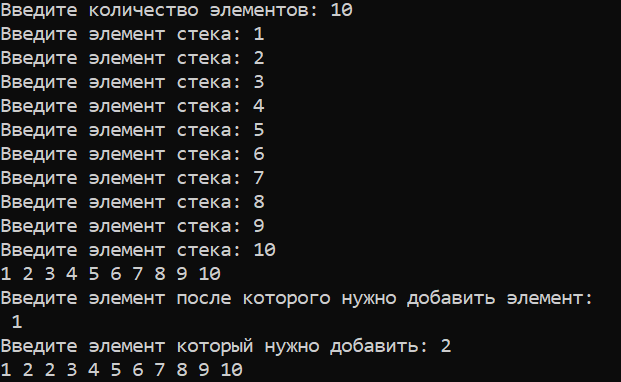 Введите количество элементов: 10
Введите элемент стека: 1
Введите элемент стека: 2
Введите элемент стека: 3
Введите элемент стека: 4
Введите элемент стека: 5
Введите элемент стека: 6
Введите элемент стека: 7
Введите элемент стека: 8
Введите элемент стека: 9
Введите элемент стека: 10
1 2 3 4 5 6 7 8 9 10
Введите элемент после которого нужно добавить элемент:
1
Введите элемент который нужно добавить: 2
1 2 2 3 4 5 6 7 8 9 10